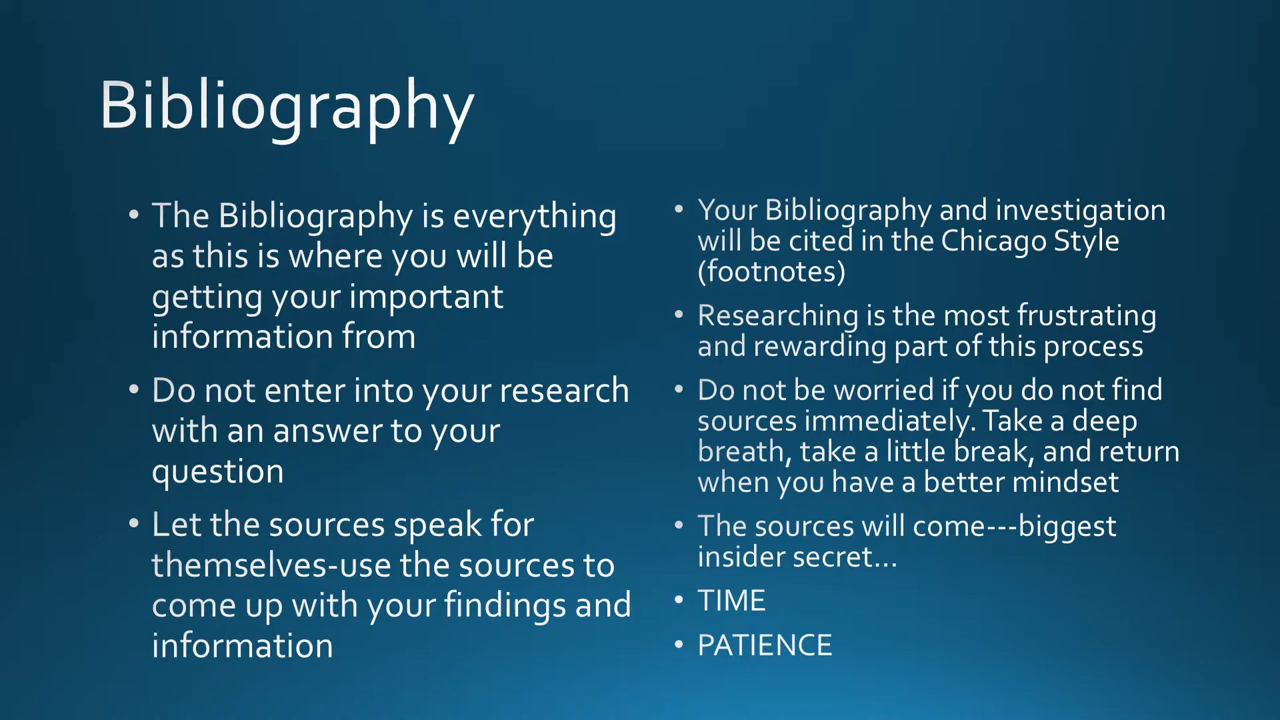 Bibliography
• The Bibliography is everything
as this is where you will be
getting your important
information from
• Do not enter into your research
with an answer to your
question
• Let the sources speak for
themselves-use the sources to
come up with your findings and
information
• Your Bibliography and investigation
will be cited in the Chicago Style
(footnotes)
• Researching is the most frustrating
and rewarding part of this process
• Do not be worried if you do not find
sources immediately. Take a deep
breath, take a little break, and return
when you have a better mindset
• The sources will come---biggest
insider secret...
• TIME
• PATIENCE